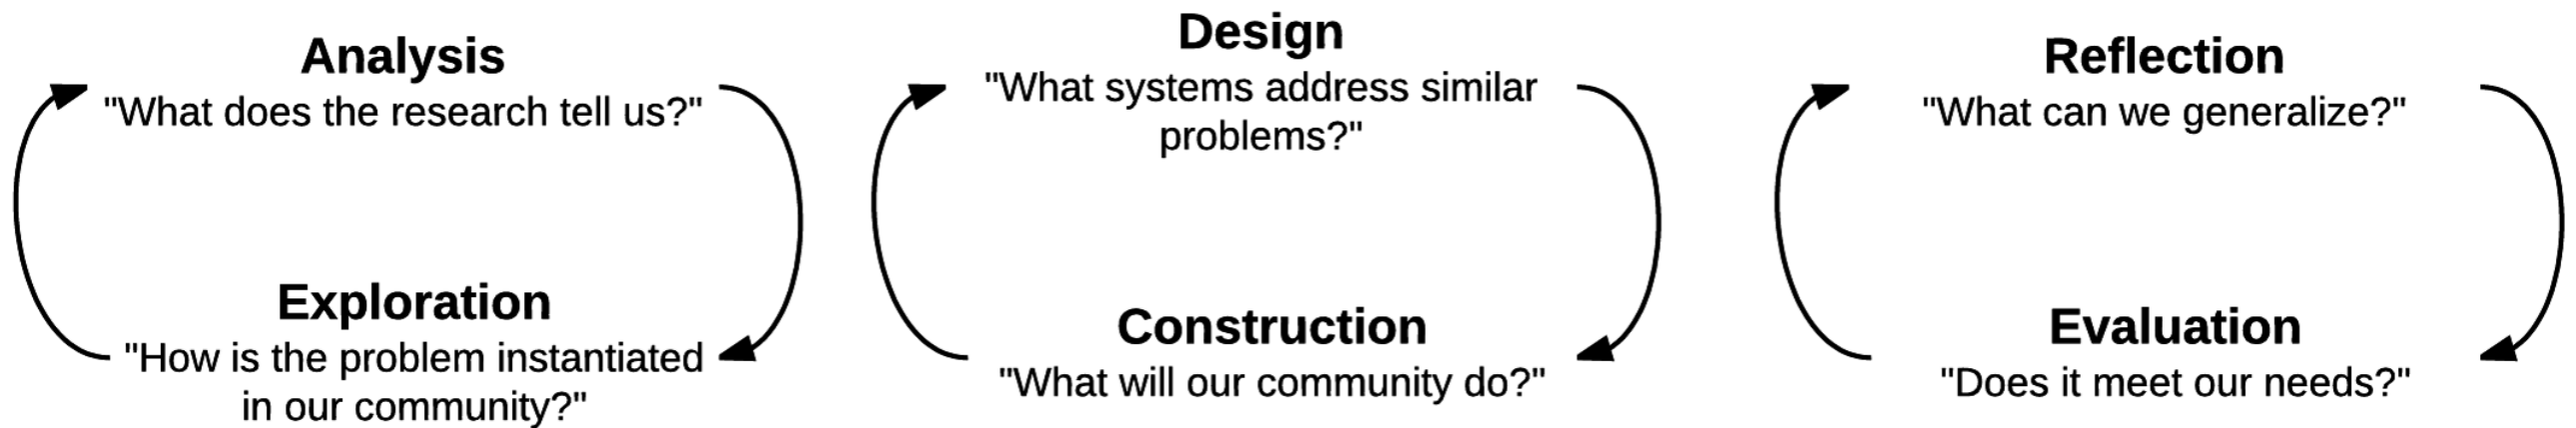 Analysis
"What does the research tell us?"
Exploration
"How is the problem instantiated
in our community?"
Design
"What systems address similar
problems?"
Construction
"What will our community do?"
Reflection
"What can we generalize?"
Evaluation
"Does it meet our needs?"